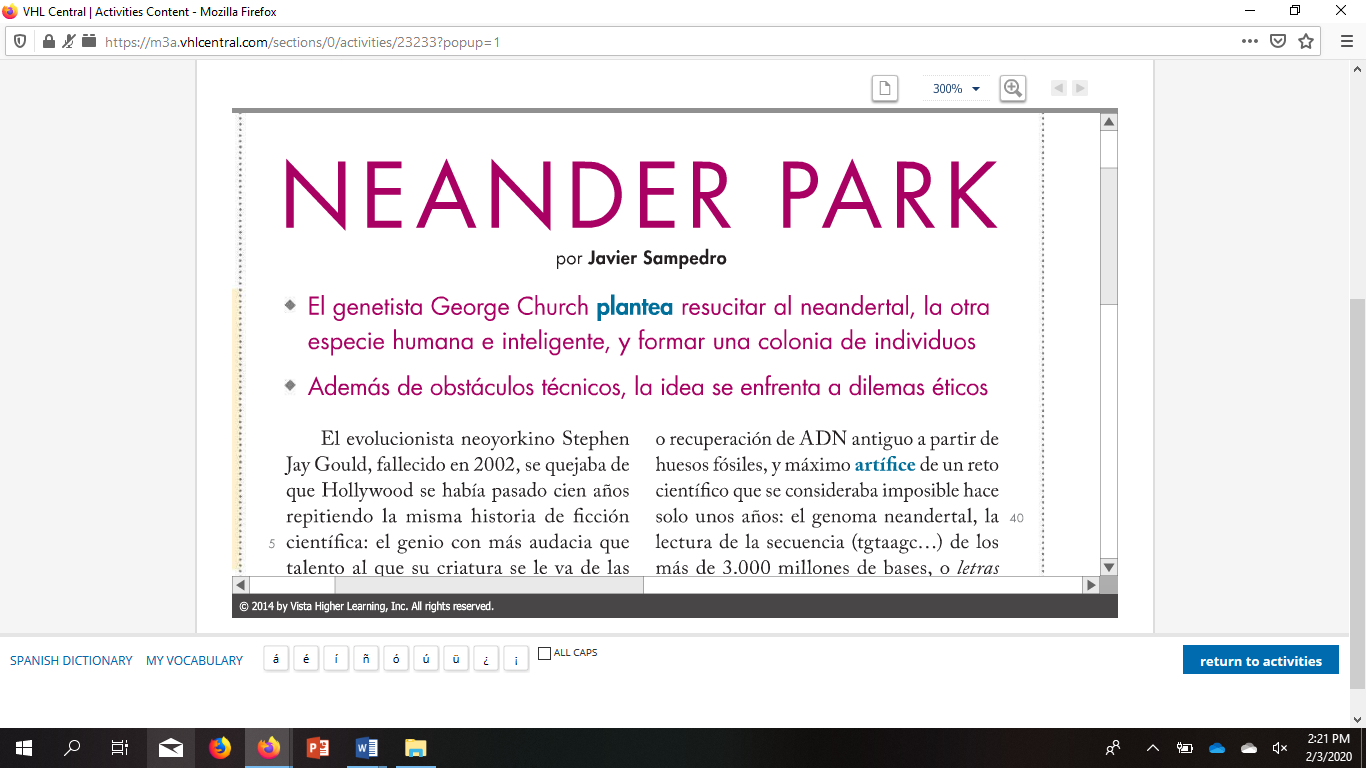 VHL Central | Activities Content - Mozilla Firefox
https://m3a.vhlcentral.com/sections/0/activities/23233?popup=1
300%
NEANDER PARK
por Javier Sampedro
El genetista George Church plantea resucitar al neandertal, la otra
especie humana e inteligente, y formar una colonia de individuos
Además de obstáculos técnicos, la idea se enfrenta a dilemas éticos
El evolucionista neoyorkino Stephen
Jay Gould, fallecido en 2002, se quejaba de
que Hollywood se había pasado cien años
repitiendo la misma historia de ficción
5 científica: el genio con más audacia que
talento al que su criatura se le va de las
o recuperación de ADN antiguo a partir de
huesos fósiles, y máximo artífice de un reto
científico que se consideraba imposible hace
solo unos años: el genoma neandertal, la 40
lectura de la secuencia (tgtaagc...) de los
más de 3.000 millones de bases, o letras
© 2014 by Vista Higher Learning, Inc. All rights reserved.
SPANISH DICTIONARY MY VOCABULARY á é í ñ ó ú ü ¿ ¡ ALL CAPS
return to activities
2:21 PM
2/3/2020